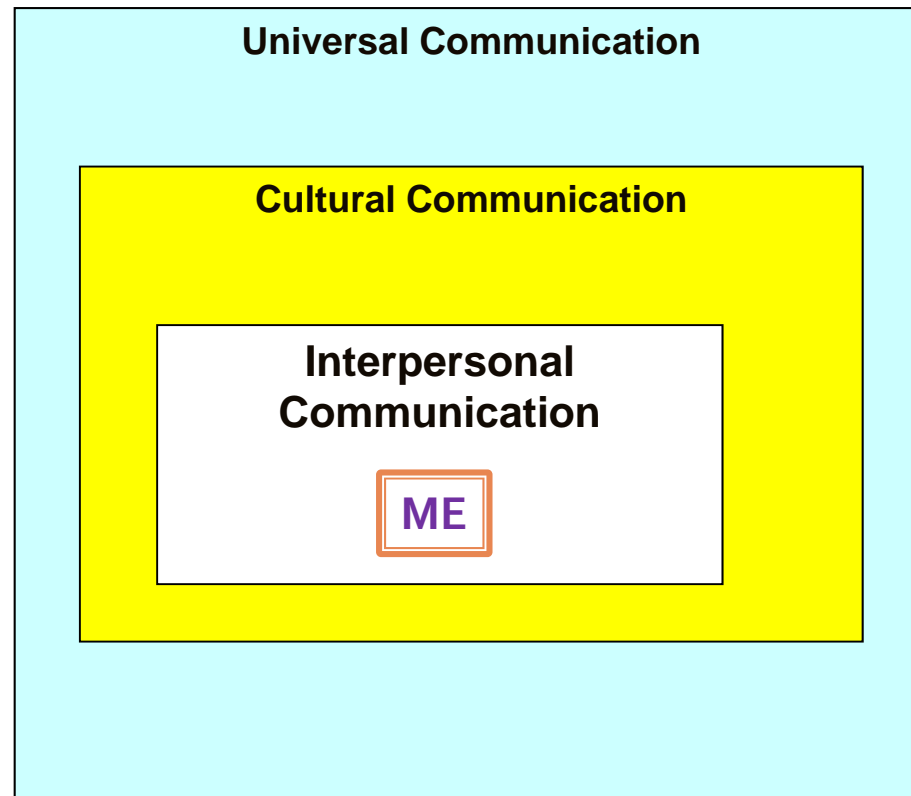 Universal Communication
Cultural Communication
Interpersonal
Communication
ME